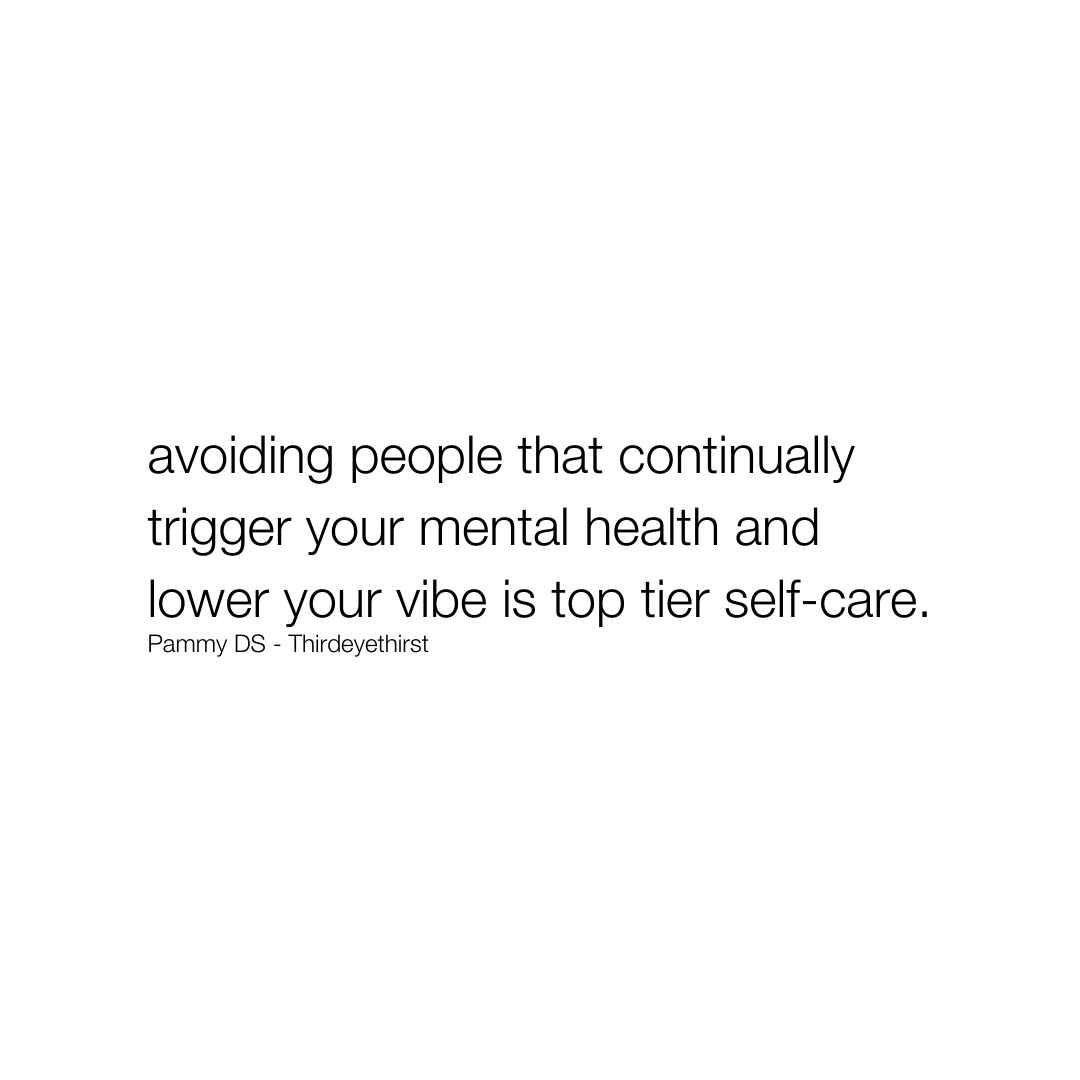 avoiding people that continually
trigger your mental health and
lower your vibe is top tier self-care.
Pammy DS - Thirdeyethirst